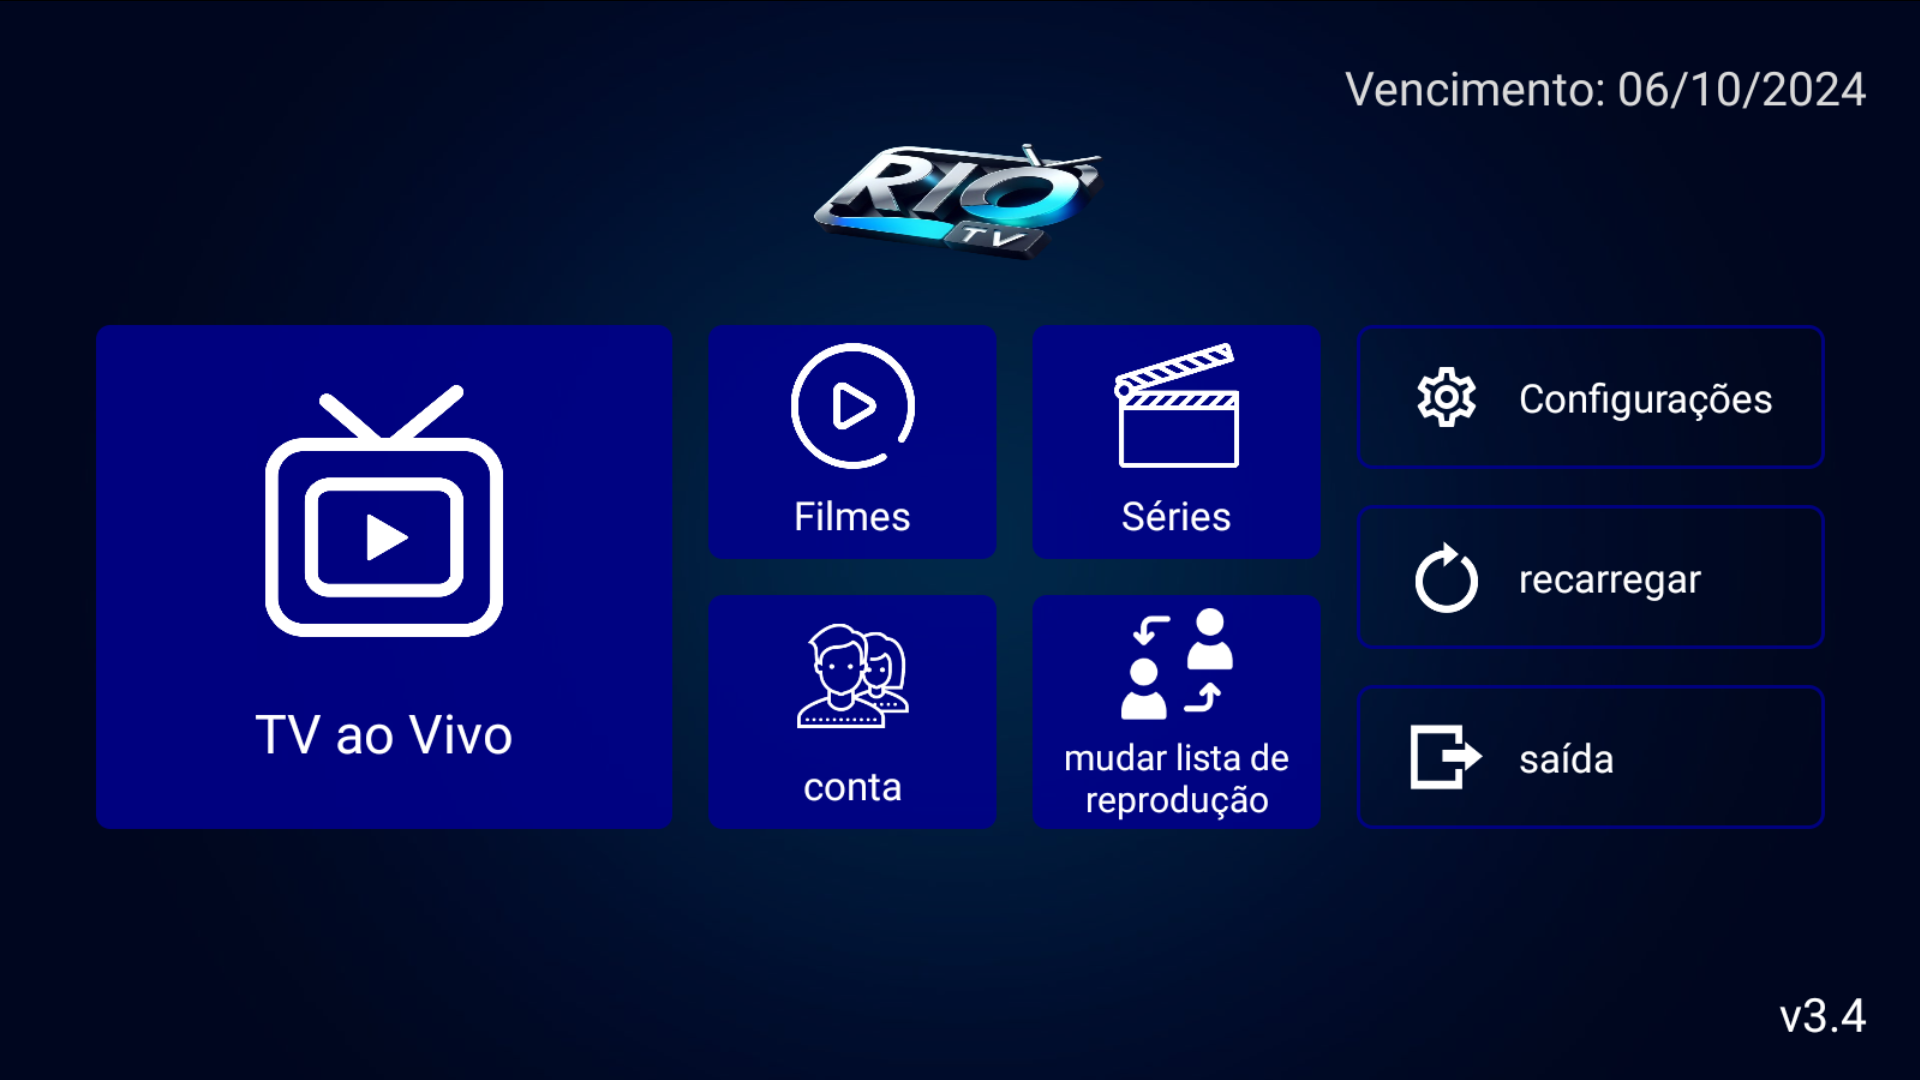 Vencimento: 06/10/2024
RIO
TV
TV ao Vivo
Filmes
Séries
conta
mudar lista de
reprodução
Configurações
recarregar
saída
v3.4